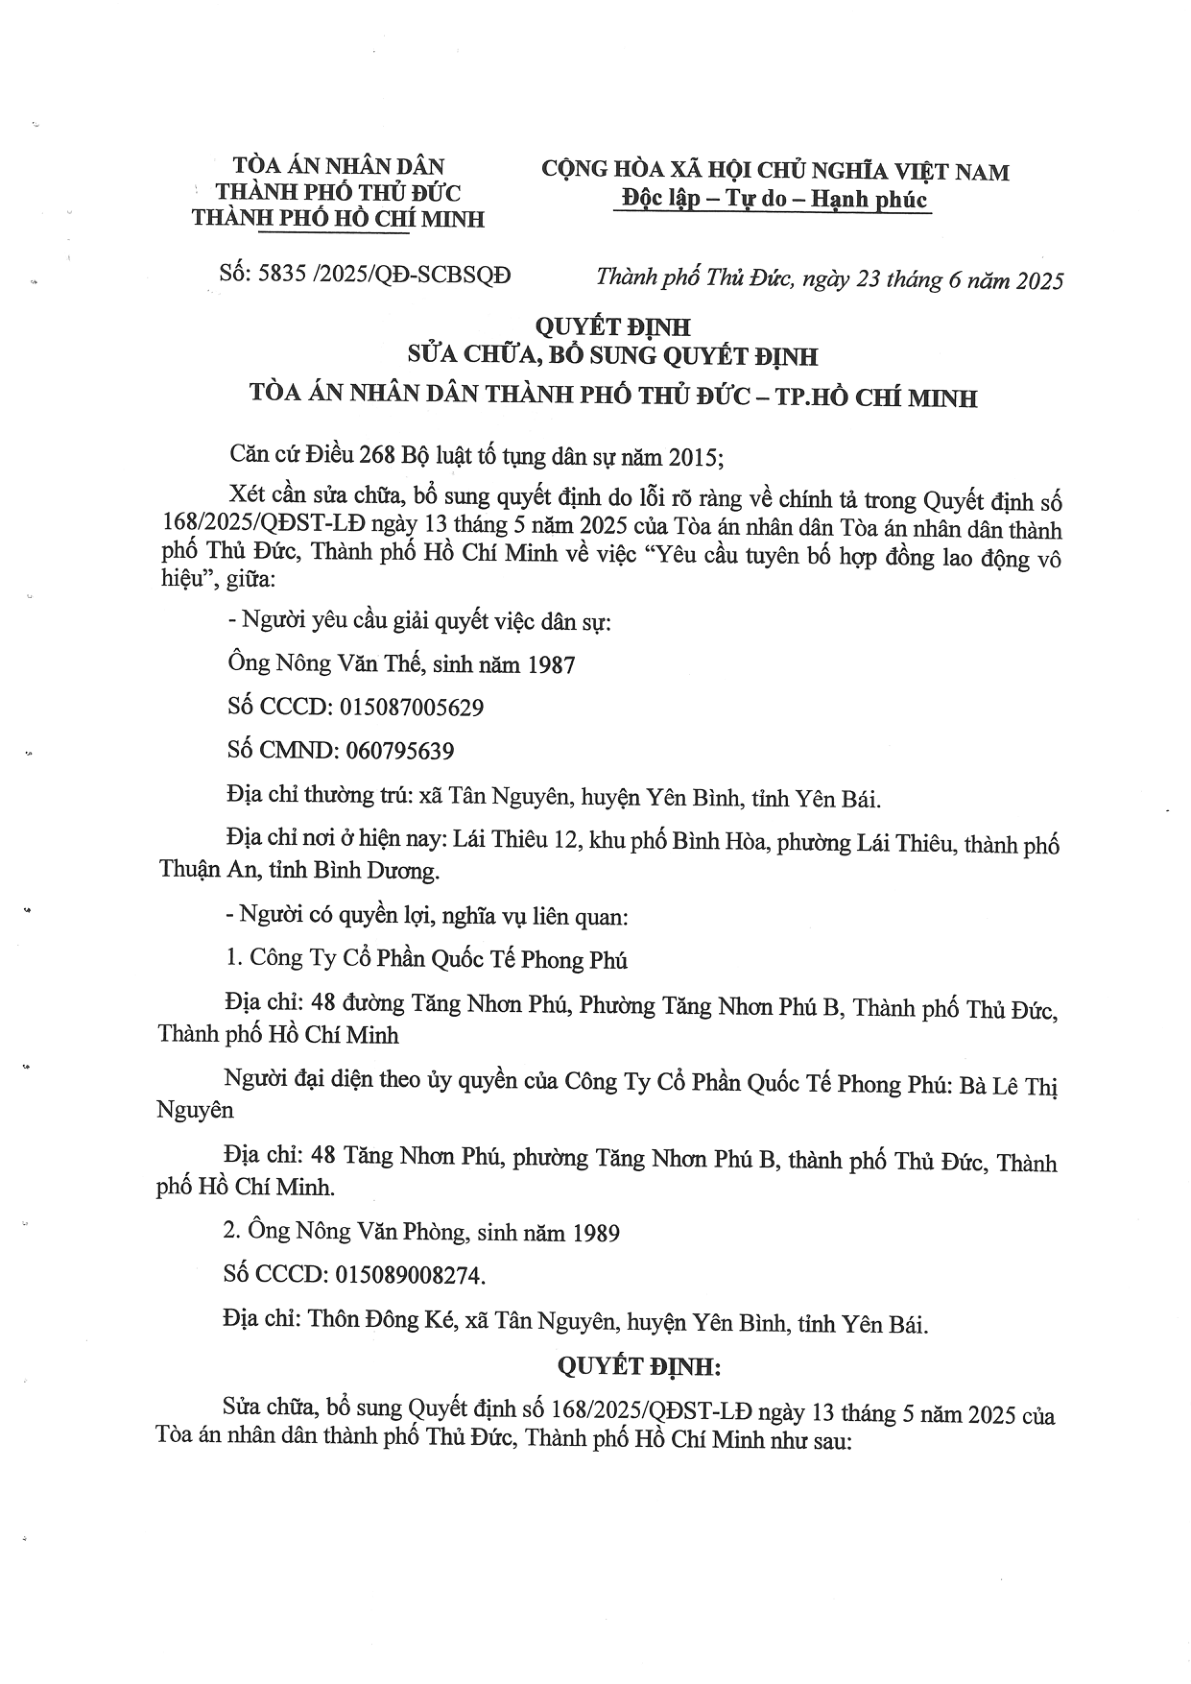 TÒA ÁN NHÂN DÂN
THÀNH PHỐ THỦ ĐỨC
THÀNH PHỐ HỒ CHÍ MINH
CỘNG HÒA XÃ HỘI CHỦ NGHĨA VIỆT NAM
Độc lập – Tự do – Hạnh phúc
Số: 5835 /2025/QĐ-SCBSQĐ
Thành phố Thủ Đức, ngày 23 tháng 6 năm 2025
QUYẾT ĐỊNH
SỬA CHỮA, BỔ SUNG QUYẾT ĐỊNH
TÒA ÁN NHÂN DÂN THÀNH PHỐ THỦ ĐỨC – TP.HỒ CHÍ MINH
Căn cứ Điều 268 Bộ luật tố tụng dân sự năm 2015;
Xét cần sửa chữa, bổ sung quyết định do lỗi rõ ràng về chính tả trong Quyết định số
168/2025/QĐST-LĐ ngày 13 tháng 5 năm 2025 của Tòa án nhân dân Tòa án nhân dân thành
phố Thủ Đức, Thành phố Hồ Chí Minh về việc “Yêu cầu tuyên bố hợp đồng lao động vô
hiệu”, giữa:
- Người yêu cầu giải quyết việc dân sự:
Ông Nông Văn Thế, sinh năm 1987
Số CCCD: 015087005629
Số CMND: 060795639
Địa chỉ thường trú: xã Tân Nguyên, huyện Yên Bình, tỉnh Yên Bái.
Địa chỉ nơi ở hiện nay: Lái Thiêu 12, khu phố Bình Hòa, phường Lái Thiêu, thành phố
Thuận An, tỉnh Bình Dương.
- Người có quyền lợi, nghĩa vụ liên quan:
1. Công Ty Cổ Phần Quốc Tế Phong Phú
Địa chỉ: 48 đường Tăng Nhơn Phú, Phường Tăng Nhơn Phú B, Thành phố Thủ Đức,
Thành phố Hồ Chí Minh
Người đại diện theo ủy quyền của Công Ty Cổ Phần Quốc Tế Phong Phú: Bà Lê Thị
Nguyên
Địa chỉ: 48 Tăng Nhơn Phú, phường Tăng Nhơn Phú B, thành phố Thủ Đức, Thành
phố Hồ Chí Minh.
2. Ông Nông Văn Phòng, sinh năm 1989
Số CCCD: 015089008274.
Địa chỉ: Thôn Đông Ké, xã Tân Nguyên, huyện Yên Bình, tỉnh Yên Bái.
QUYẾT ĐỊNH:
Sửa chữa, bổ sung Quyết định số 168/2025/QĐST-LĐ ngày 13 tháng 5 năm 2025 của
Tòa án nhân dân thành phố Thủ Đức, Thành phố Hồ Chí Minh như sau: